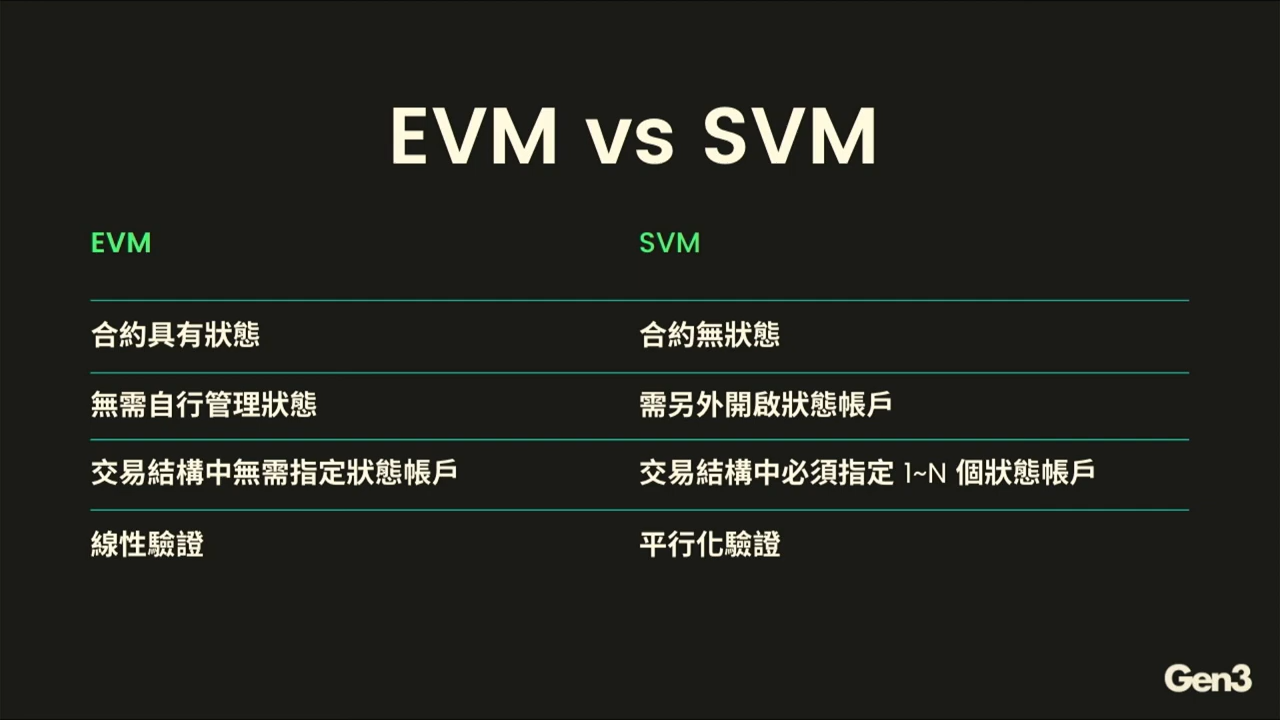 EVM vs SVM
EVM
SVM
合約具有狀態
合約無狀態
無需自行管理狀態
需另外開啟狀態帳戶
交易結構中無需指定狀態帳戶
交易結構中必須指定 1~N 個狀態帳戶
線性驗證
平行化驗證
Gen3